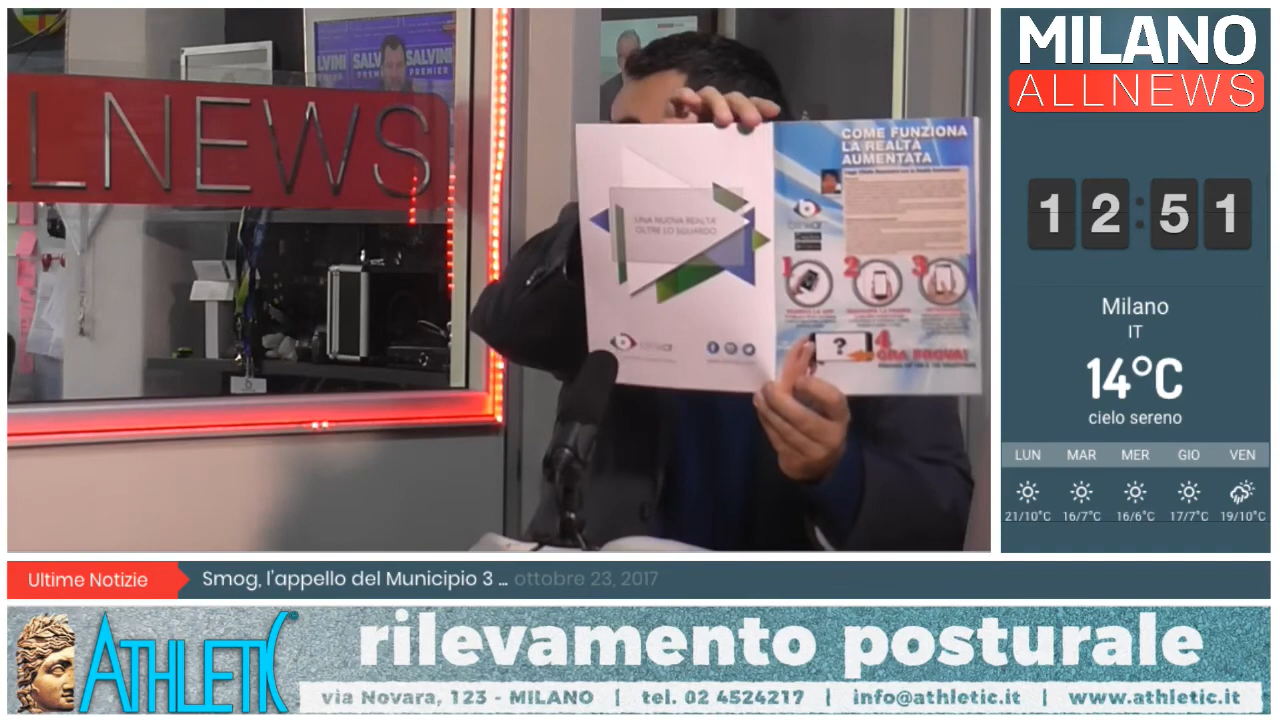 LVINI
SALV
SALVINI
PREMIER
PREMIER
LLNEWS
UNA NUOVA REALTA'
OLTRE LO SGUARDO
COME FUNZIONA
LA REALTÀ
AUMENTATA
1
2
3
?
4
ORA PROVA!
MILANO
ALLNEWS
12:51
Milano
IT
14°C
cielo sereno
LUN MAR MER GIO VEN
21/10°C 16/7°C 16/6°C 17/7°C 19/10°C
Ultime Notizie
Smog, l'appello del Municipio 3 ... ottobre 23, 2017
ATHLETIC
rilevamento posturale
via Novara, 123 - MILANO | tel. 02 4524217 | info@athletic.it | www.athletic.it